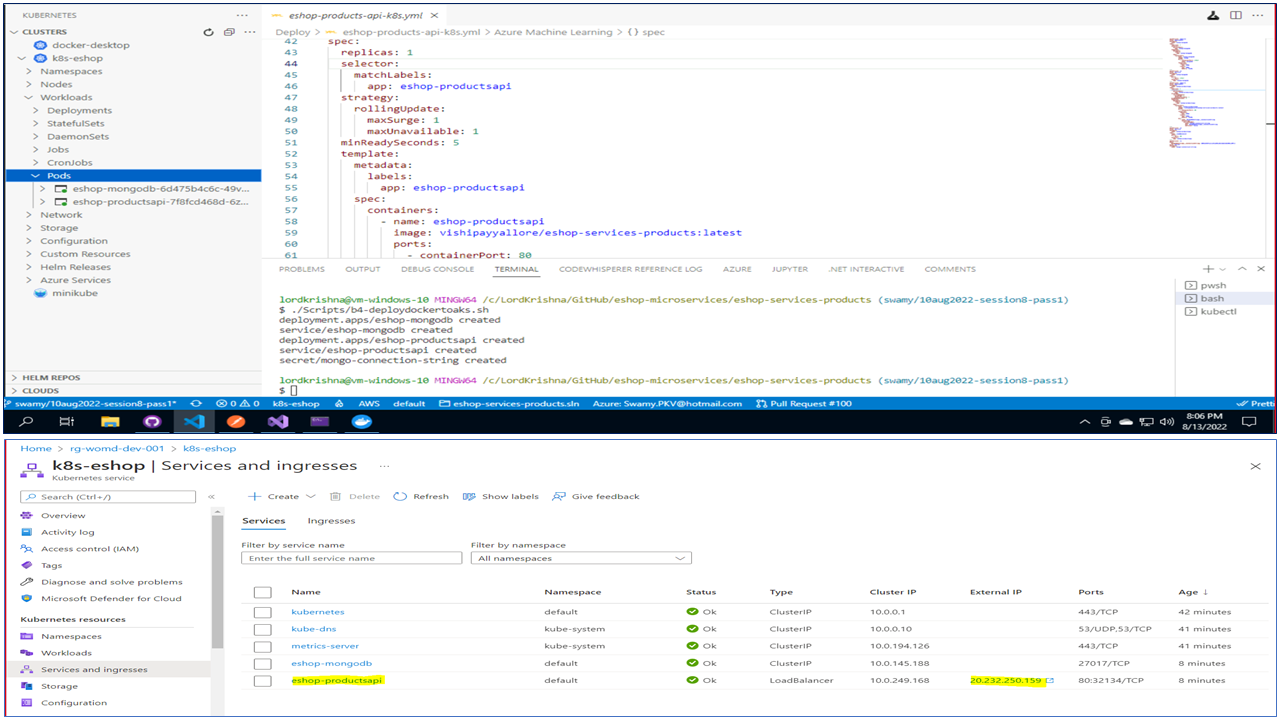 KUBERNETES ...
eshop-products-api-k8s.yml ×
CLUSTERS ...
Deploy > eshop-products-api-k8s.yml > Azure Machine Learning > {} spec
docker-desktop
k8s-eshop
Namespaces
Nodes
Workloads
Deployments
StatefulSets
DaemonSets
Jobs
CronJobs
Pods
eshop-mongodb-6d475b4c6c-49v...
eshop-productsapi-7f8fcd468d-6z...
Network
Storage
Configuration
Custom Resources
Helm Releases
Azure Services
minikube
HELM REPOS
CLOUDS
42 spec:
43 replicas: 1
44 selector:
45 matchLabels:
46 app: eshop-productsapi
47 strategy:
48 rollingUpdate:
49 maxSurge: 1
50 maxUnavailable: 1
51 minReadySeconds: 5
52 template:
53 metadata:
54 labels:
55 app: eshop-productsapi
56 spec:
57 containers:
58 - name: eshop-productsapi
59 image: vishipayyallore/eshop-services-products:latest
60 ports:
61 - containerPort: 80
PROBLEMS OUTPUT DEBUG CONSOLE TERMINAL CODEWHISPERER REFERENCE LOG AZURE JUPYTER .NET INTERACTIVE COMMENTS
lordkrishna@vm-windows-10 MINGW64 /c/LordKrishna/GitHub/eshop-microservices/eshop-services-products (swamy/10aug2022-session8-pass1)
$ ./Scripts/b4-deploydockertoaks.sh
deployment.apps/eshop-mongodb created
service/eshop-mongodb created
deployment.apps/eshop-productsapi created
service/eshop-productsapi created
secret/mongo-connection-string created
lordkrishna@vm-windows-10 MINGW64 /c/LordKrishna/GitHub/eshop-microservices/eshop-services-products (swamy/10aug2022-session8-pass1)
$
pwsh
bash
kubectl
swamy/10aug2022-session8-pass1* 0 0 k8s-eshop AWS default eshop-services-products.sln Azure: Swamy.PKV@hotmail.com Pull Request #100 Pretti
8:06 PM
8/13/2022
Home > rg-womd-dev-001 > k8s-eshop
k8s-eshop | Services and ingresses ...
Kubernetes service
Search (Ctrl+/) «
Overview
Activity log
Access control (IAM)
Tags
Diagnose and solve problems
Microsoft Defender for Cloud
Kubernetes resources
Namespaces
Workloads
Services and ingresses
Storage
Configuration
Create Delete Refresh Show labels Give feedback
Services Ingresses
Filter by service name Filter by namespace
Enter the full service name All namespaces
Name Namespace Status Type Cluster IP External IP Ports Age ↓
kubernetes default Ok ClusterIP 10.0.0.1 443/TCP 42 minutes
kube-dns kube-system Ok ClusterIP 10.0.0.10 53/UDP,53/TCP 41 minutes
metrics-server kube-system Ok ClusterIP 10.0.194.126 443/TCP 41 minutes
eshop-mongodb default Ok ClusterIP 10.0.145.188 27017/TCP 8 minutes
eshop-productsapi default Ok LoadBalancer 10.0.249.168 20.232.250.159 80:32134/TCP 8 minutes